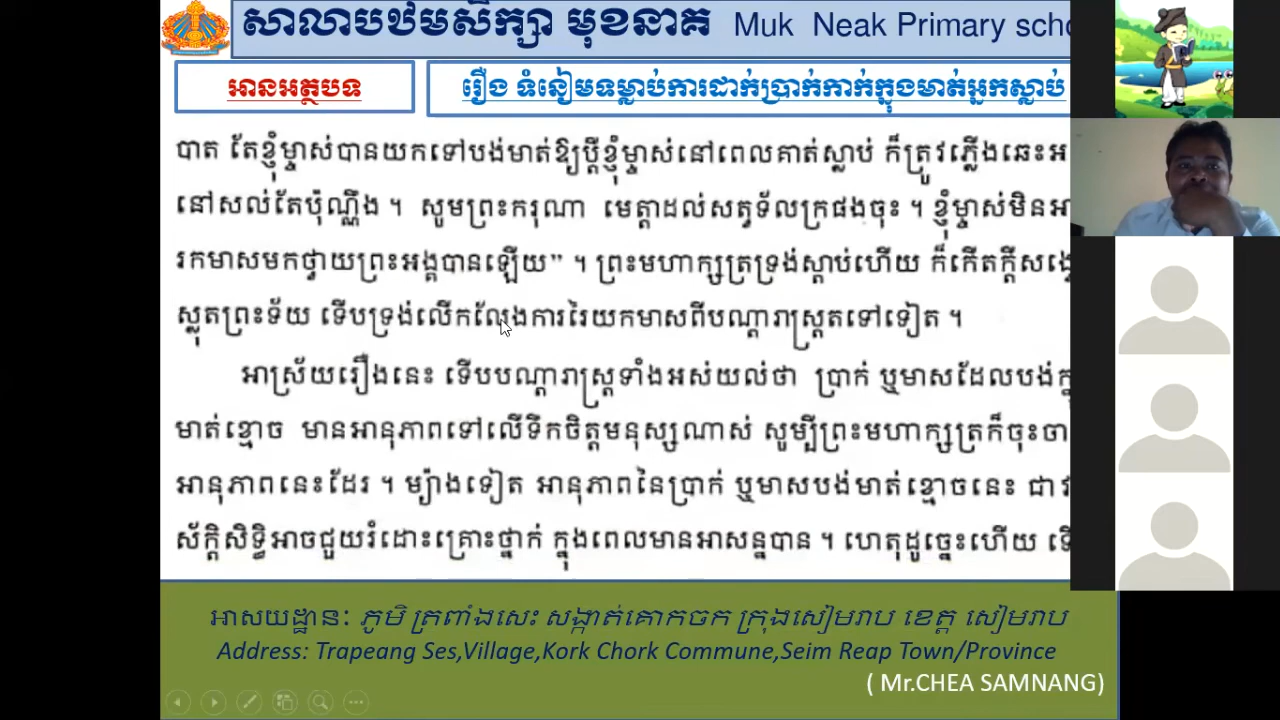 សាលាបឋមសិក្សា មុខនាគ Muk Neak Primary scho
អានអត្ថបទ
រឿង ទំនៀមទម្លាប់ការដាក់ប្រាក់កាក់ក្នុងមាត់អ្នកស្លាប់
បាត តែខ្ញុំម្ចាស់បានយកទៅបង់មាត់ឱ្យប្ដីខ្ញុំម្ចាស់នៅពេលគាត់ស្លាប់ ក៏ត្រូវភ្លើងឆេះអ
នៅសល់តែប៉ុណ្ណឹង ។ សូមព្រះករុណា មេត្តាដល់សត្វទ័លក្រផងចុះ ។ ខ្ញុំម្ចាស់មិនអា
រកមាសមកថ្វាយព្រះអង្គបានឡើយ” ។ ព្រះមហាក្សត្រទ្រង់ស្ដាប់ហើយ ក៏កើតក្ដីសង្វេ
ស្លុតព្រះទ័យ ទើបទ្រង់លើកលែងការរៃយកមាសពីបណ្ដារាស្ត្រតទៅទៀត ។
អាស្រ័យរឿងនេះ ទើបបណ្ដារាស្ត្រទាំងអស់យល់ថា ប្រាក់ ឬមាសដែលបង់ក្នុ
មាត់ខ្មោច មានអានុភាពទៅលើទឹកចិត្តមនុស្សណាស់ សូម្បីព្រះមហាក្សត្រក៏ចុះចា
អានុភាពនេះដែរ ។ ម្យ៉ាងទៀត អានុភាពនៃប្រាក់ ឬមាសបង់មាត់ខ្មោចនេះ ជាវ
ស័ក្តិសិទ្ធិអាចជួយរំដោះគ្រោះថ្នាក់ ក្នុងពេលមានអាសន្នបាន ។ ហេតុដូច្នេះហើយ ទើ
អាសយដ្ឋាន: ភូមិ ត្រពាំងសេះ សង្កាត់គោកចក ក្រុងសៀមរាប ខេត្ត សៀមរាប
Address: Trapeang Ses,Village,Kork Chork Commune,Seim Reap Town/Province
( Mr.CHEA SAMNANG)